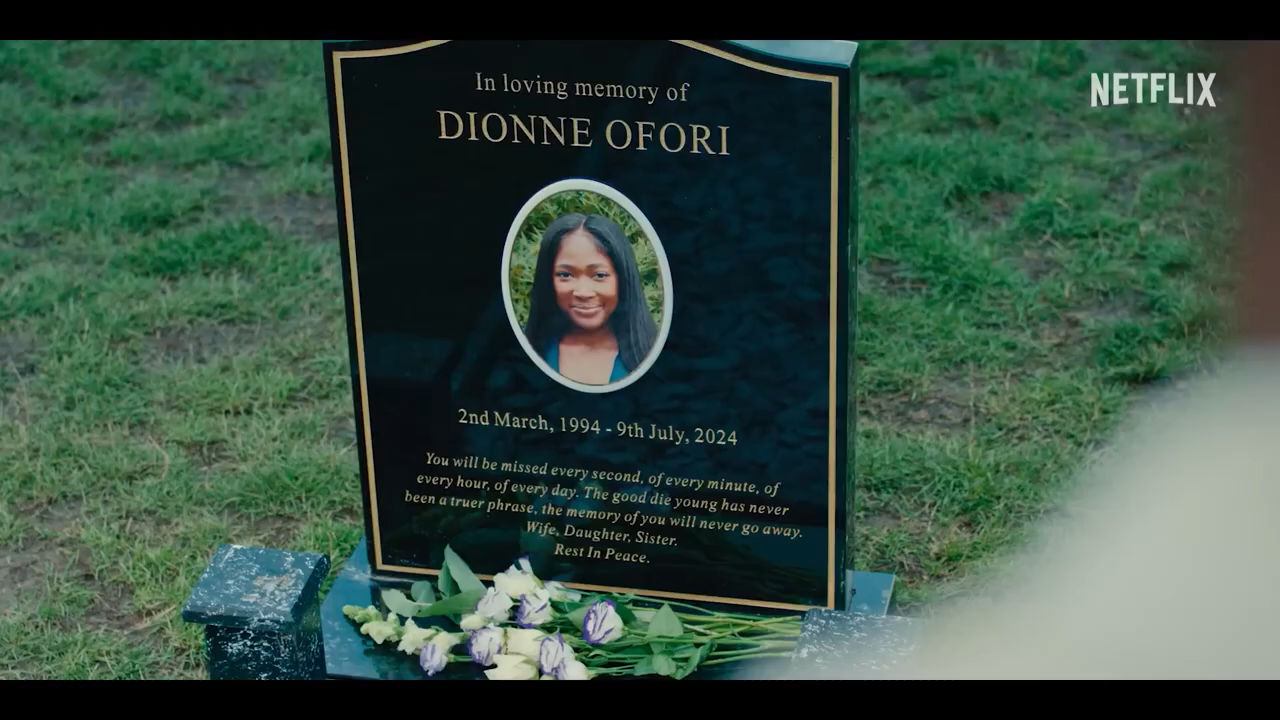 NETFLIX
In loving memory of
DIONNE OFORI
2nd March, 1994 - 9th July, 2024
You will be missed every second, of every minute, of
every hour, of every day. The good die young has never
been a truer phrase, the memory of you will never go away.
Wife, Daughter, Sister.
Rest In Peace.